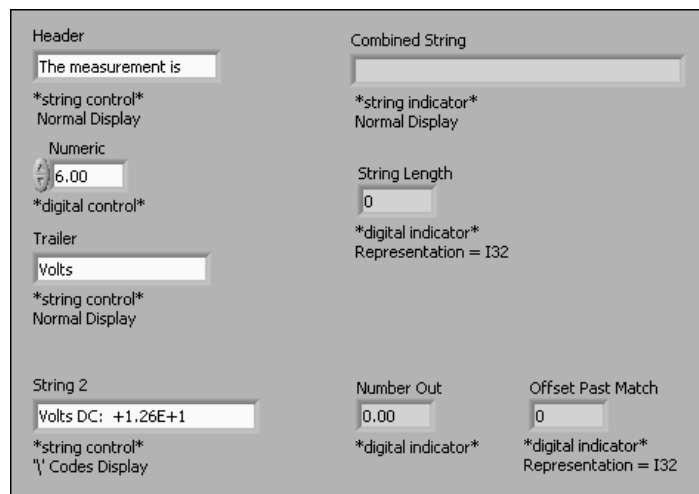 Header
The measurement is
*string control*
Normal Display
Numeric
6.00
*digital control*
Trailer
Volts
*string control*
Normal Display
String 2
Volts DC:  +1.26E+1
*string control*
'\' Codes Display
Combined String
*string indicator*
Normal Display
String Length
0
*digital indicator*
Representation = I32
Number Out
0.00
*digital indicator*
Offset Past Match
0
*digital indicator*
Representation = I32